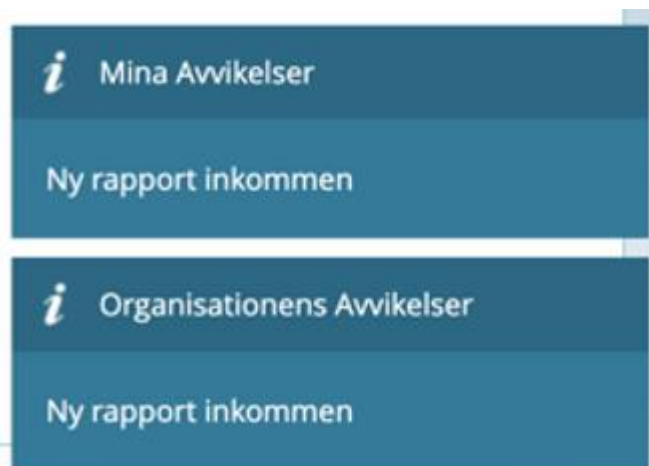 i Mina Avvikelser
Ny rapport inkommen
i Organisationens Avvikelser
Ny rapport inkommen